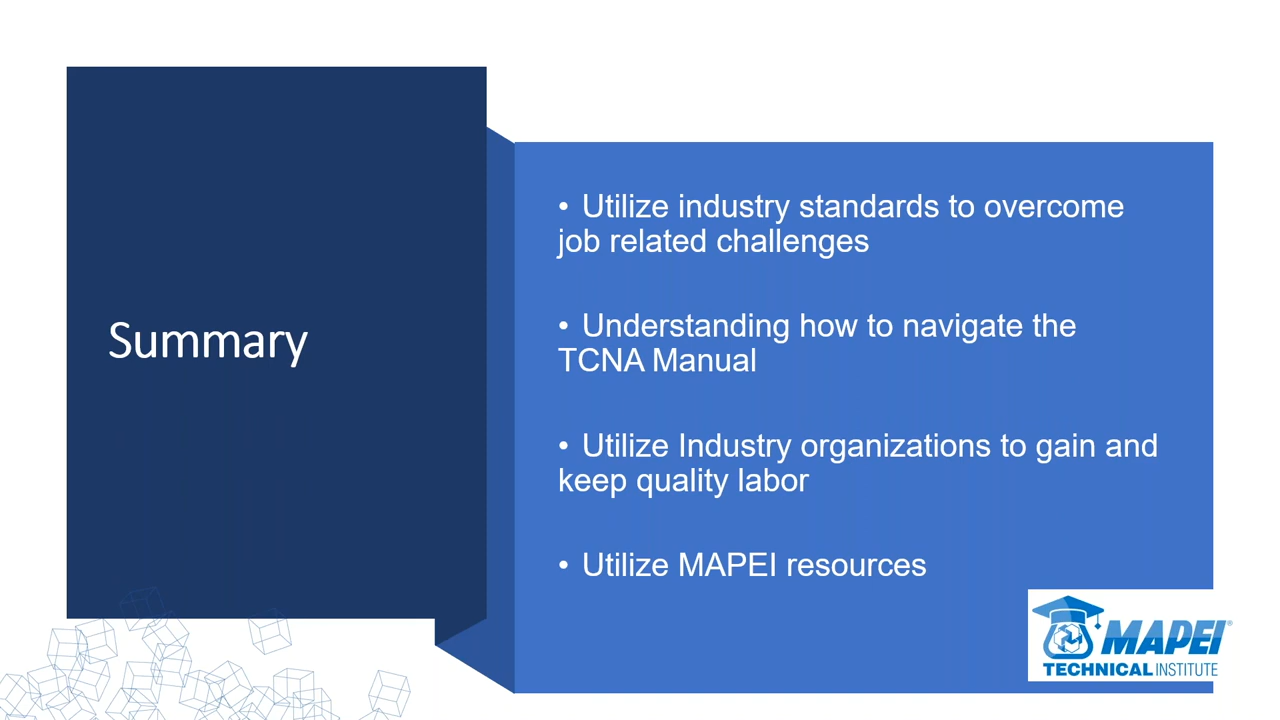 Summary
• Utilize industry standards to overcome
job related challenges
• Understanding how to navigate the
TCNA Manual
• Utilize Industry organizations to gain and
keep quality labor
• Utilize MAPEI resources
MAPEI®
TECHNICAL INSTITUTE